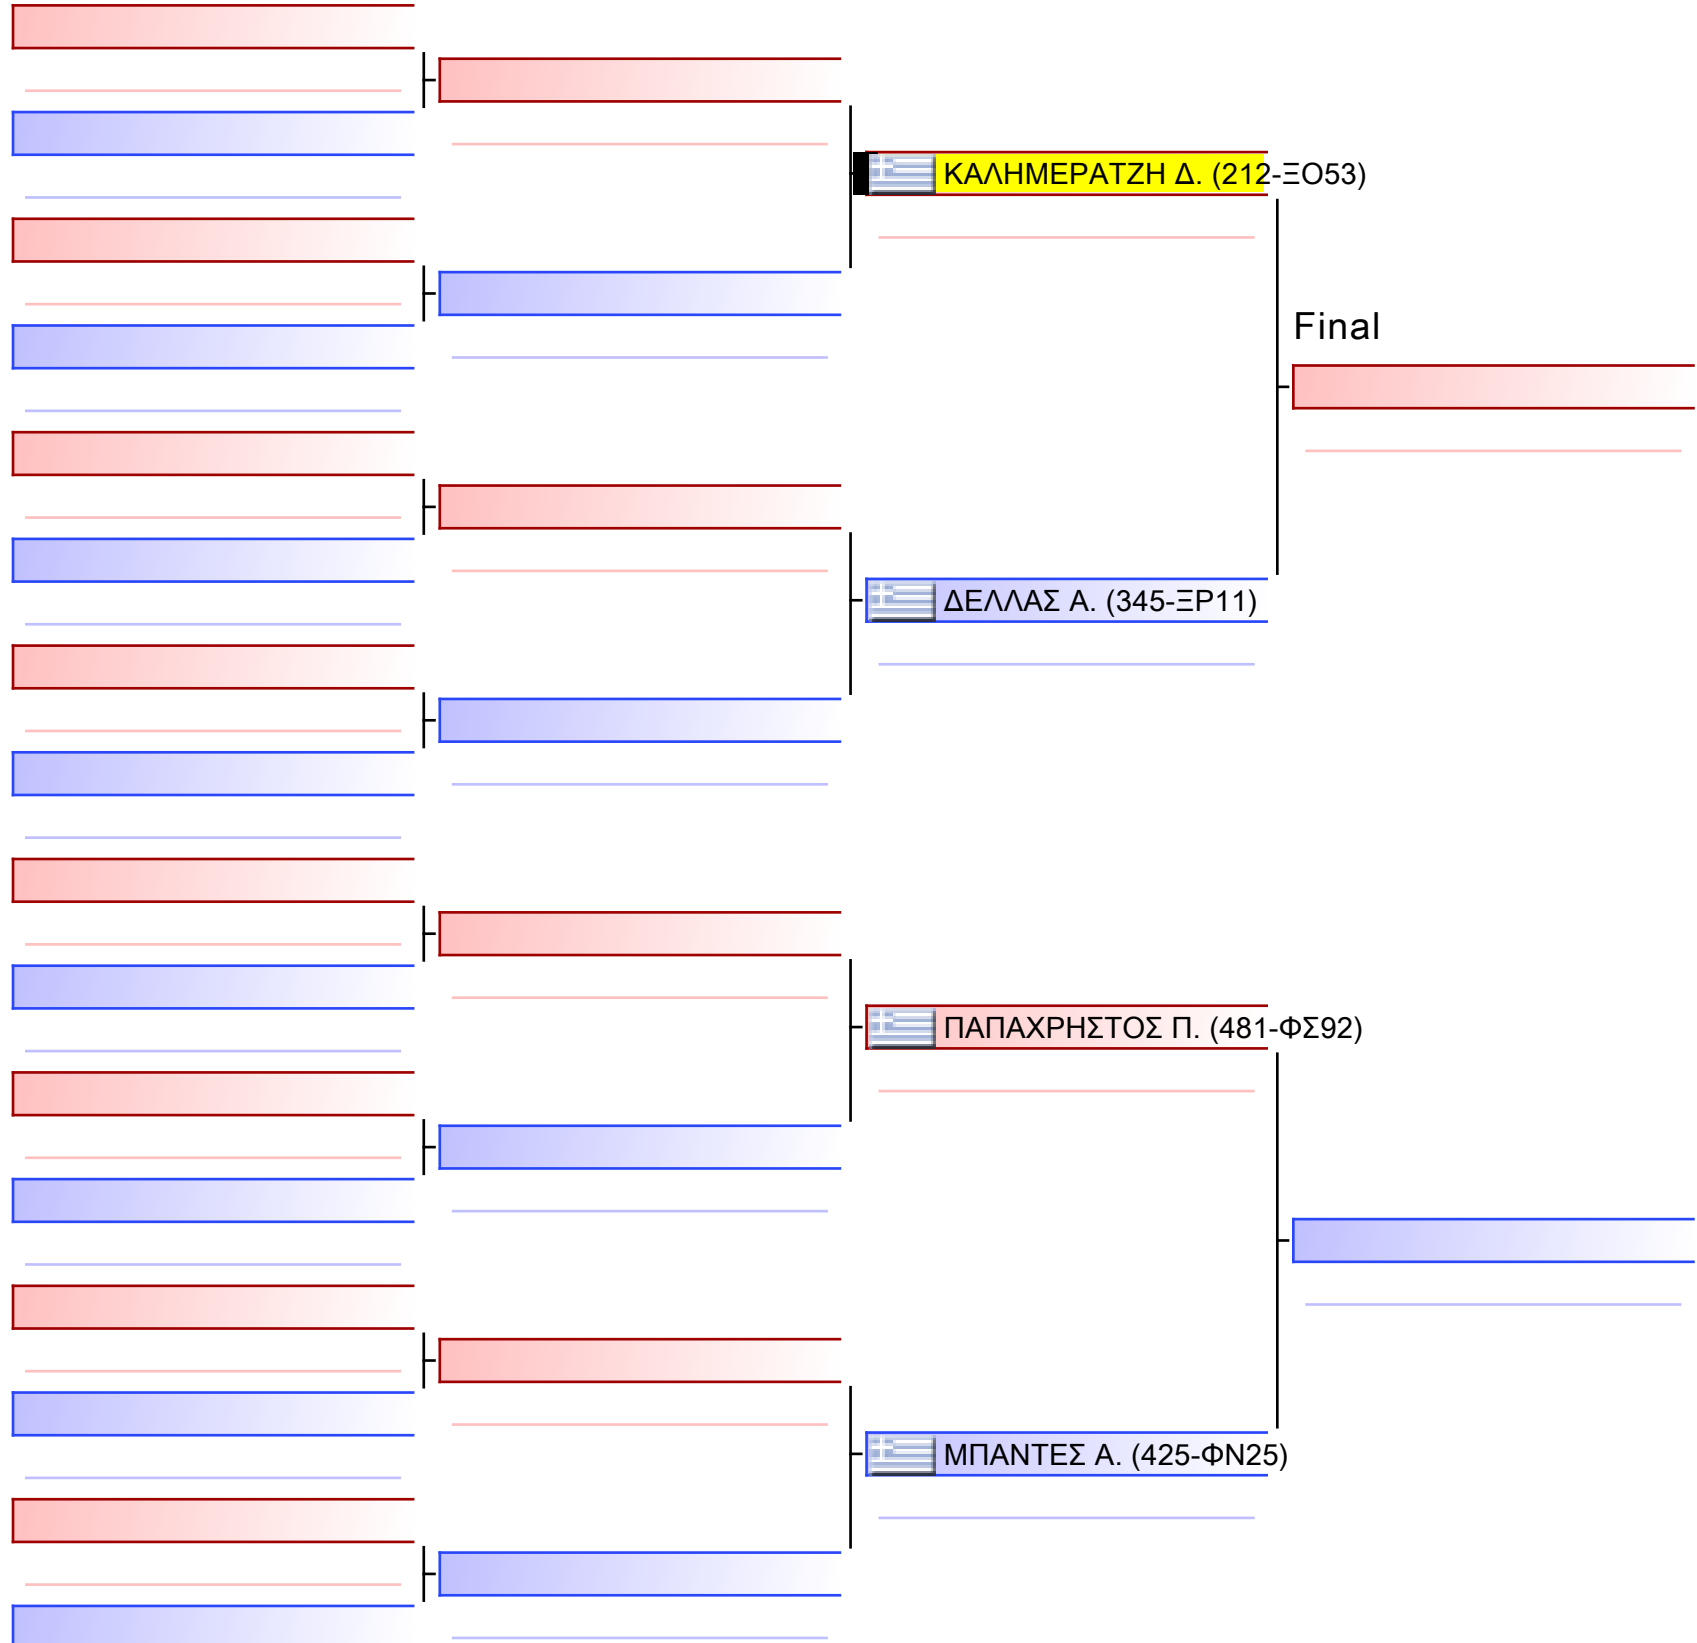 ΚΑΛΗΜΕΡΑΤΖΗ Δ. (212-ΞΟ53)
Final
ΔΕΛΛΑΣ Α. (345-ΞΡ11)
ΠΑΠΑΧΡΗΣΤΟΣ Π. (481-ΦΣ92)
ΜΠΑΝΤΕΣ Α. (425-ΦΝ25)